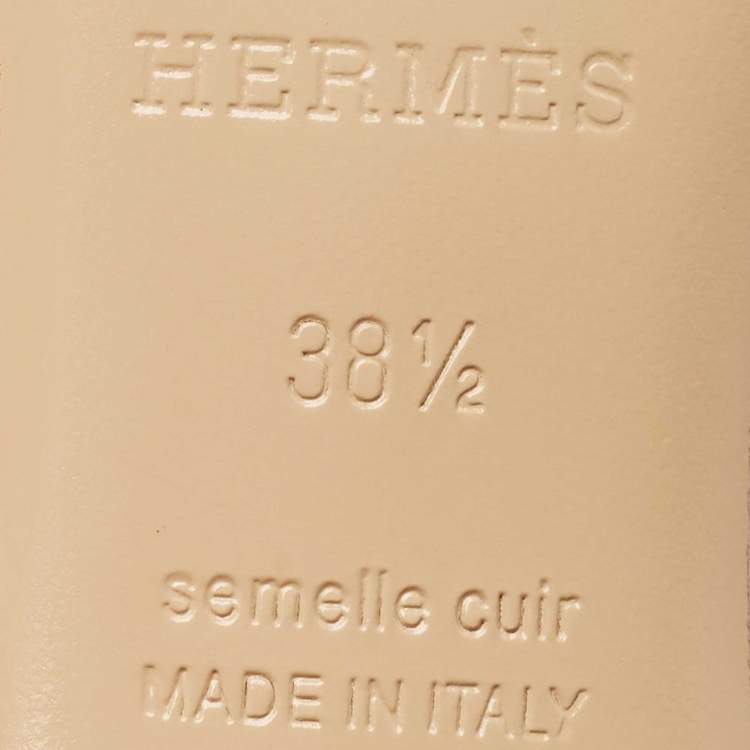 HERMÈS
38½
semelle cuir
MADE IN ITALY